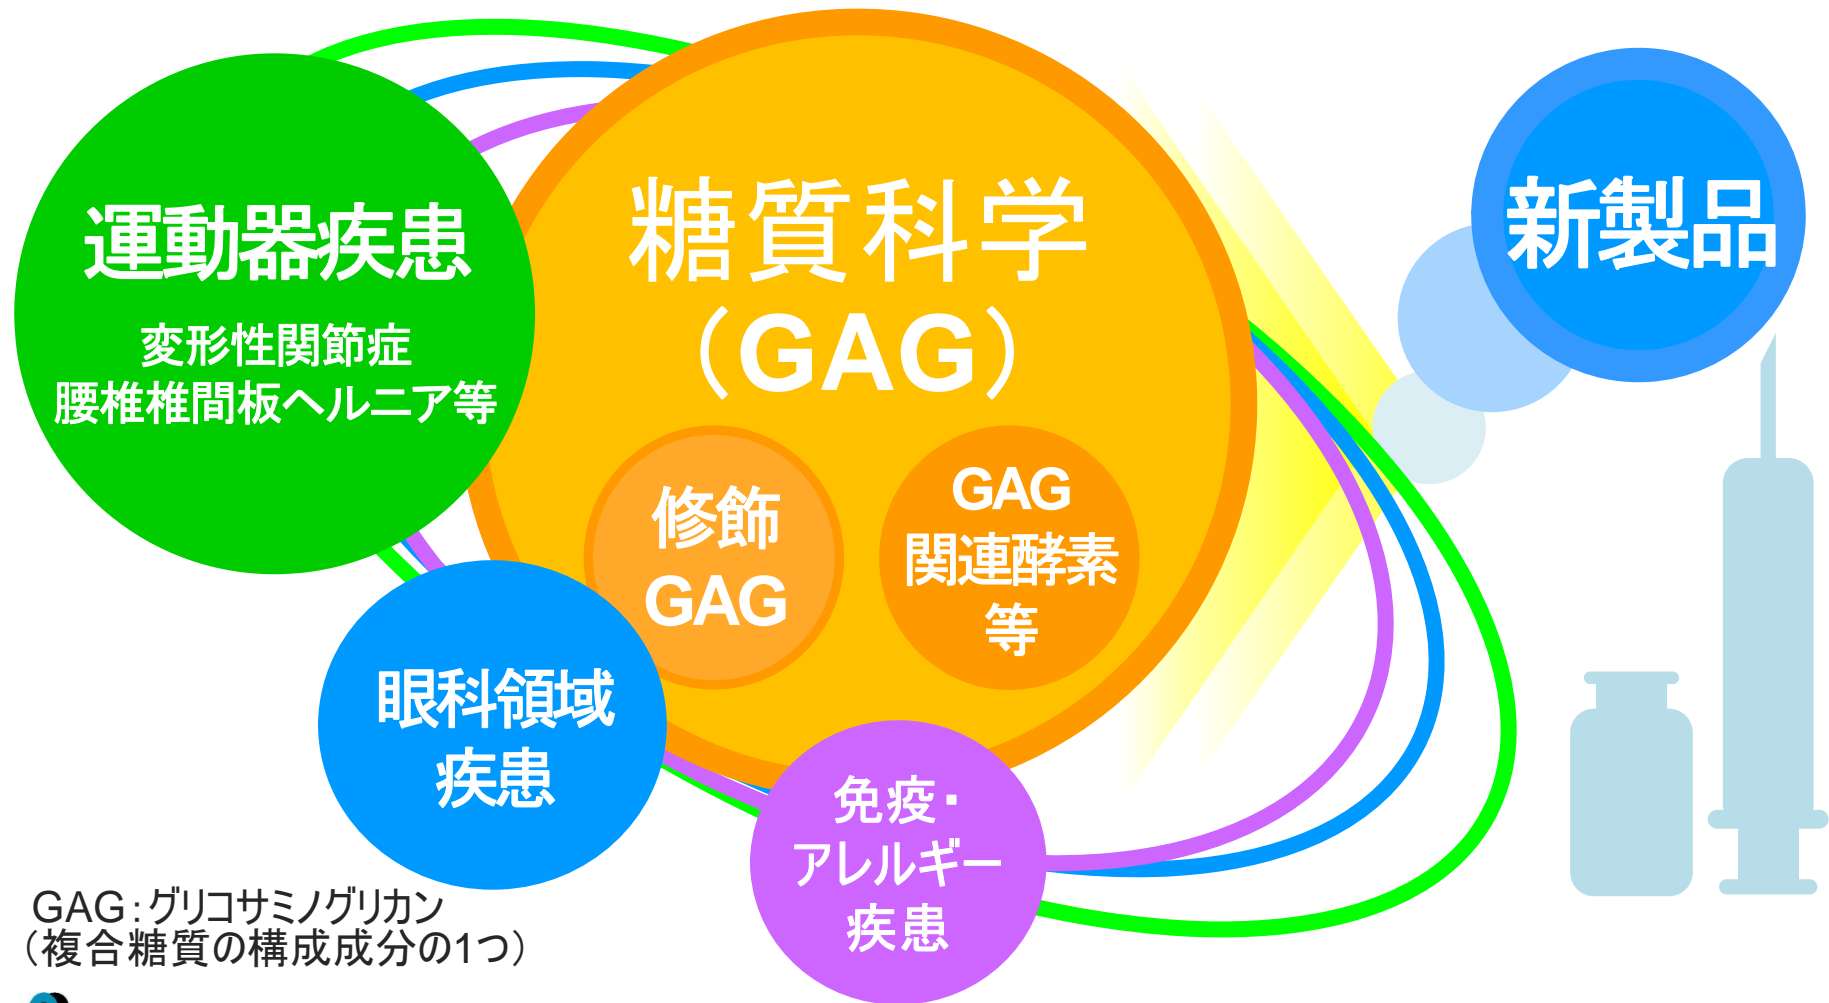 運動器疾患
変形性関節症
腰椎椎間板ヘルニア等
糖質科学
（GAG）
修飾
GAG
GAG
関連酵素
等
新製品
眼科領域
疾患
免疫・
アレルギー
疾患
GAG：グリコサミノグリカン
（複合糖質の構成成分の1つ）